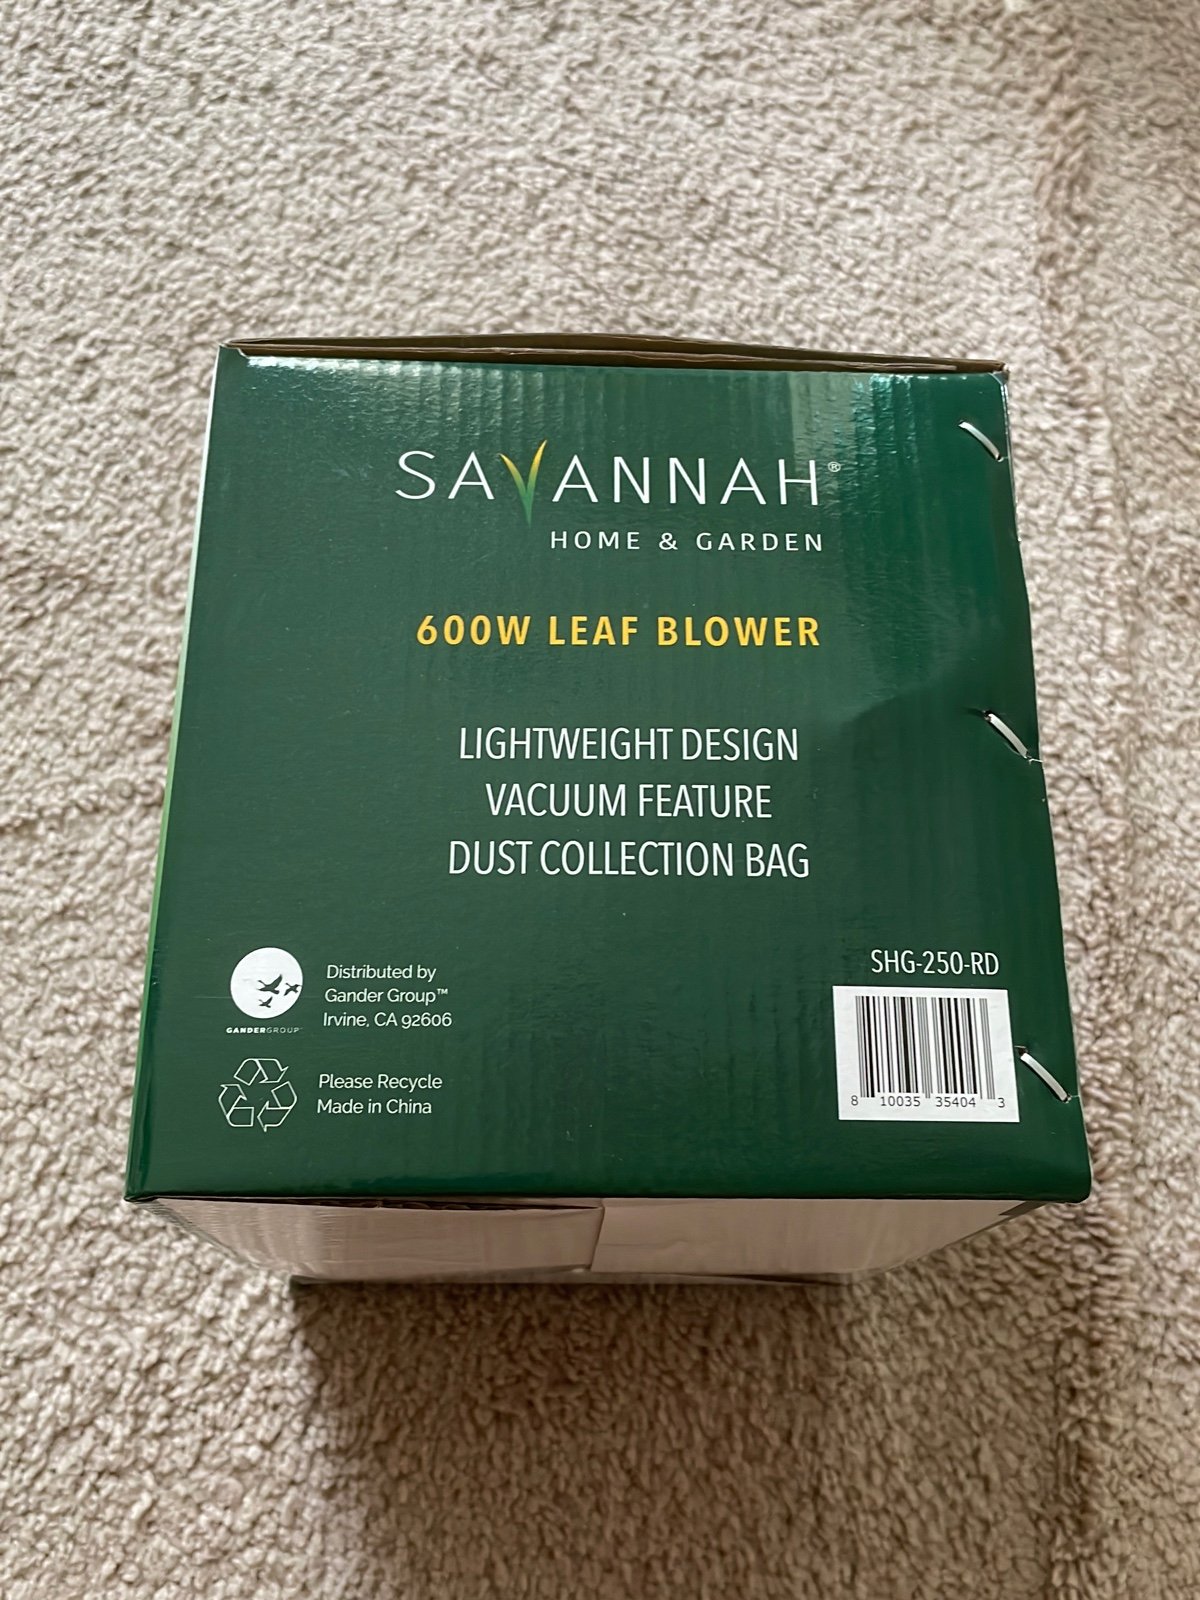 SAVANNAH®
HOME & GARDEN
600W LEAF BLOWER
LIGHTWEIGHT DESIGN
VACUUM FEATURE
DUST COLLECTION BAG
GANDERGROUP™
Distributed by
Gander Group™
Irvine, CA 92606
Please Recycle
Made in China
SHG-250-RD
8 10035 35404 3